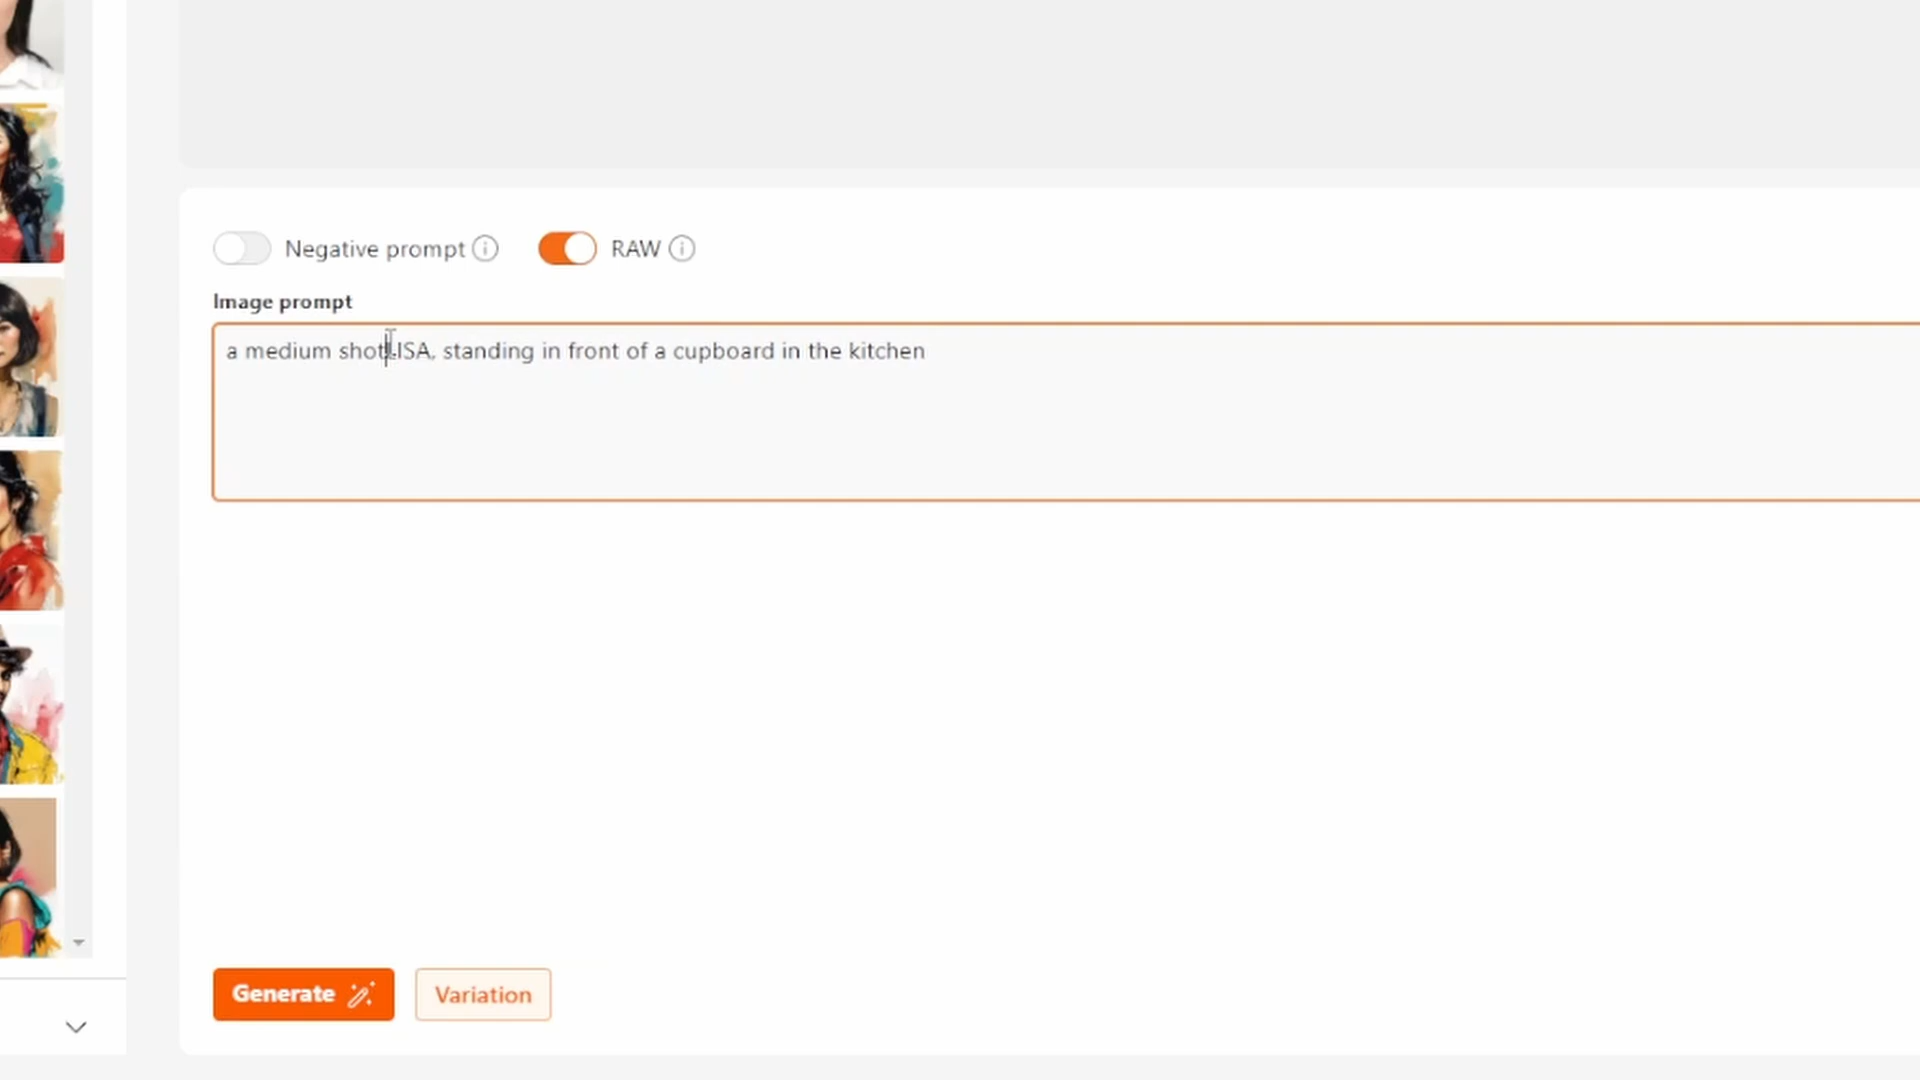 Negative prompt RAW
Image prompt
a medium shot LISA, standing in front of a cupboard in the kitchen
Generate Variation